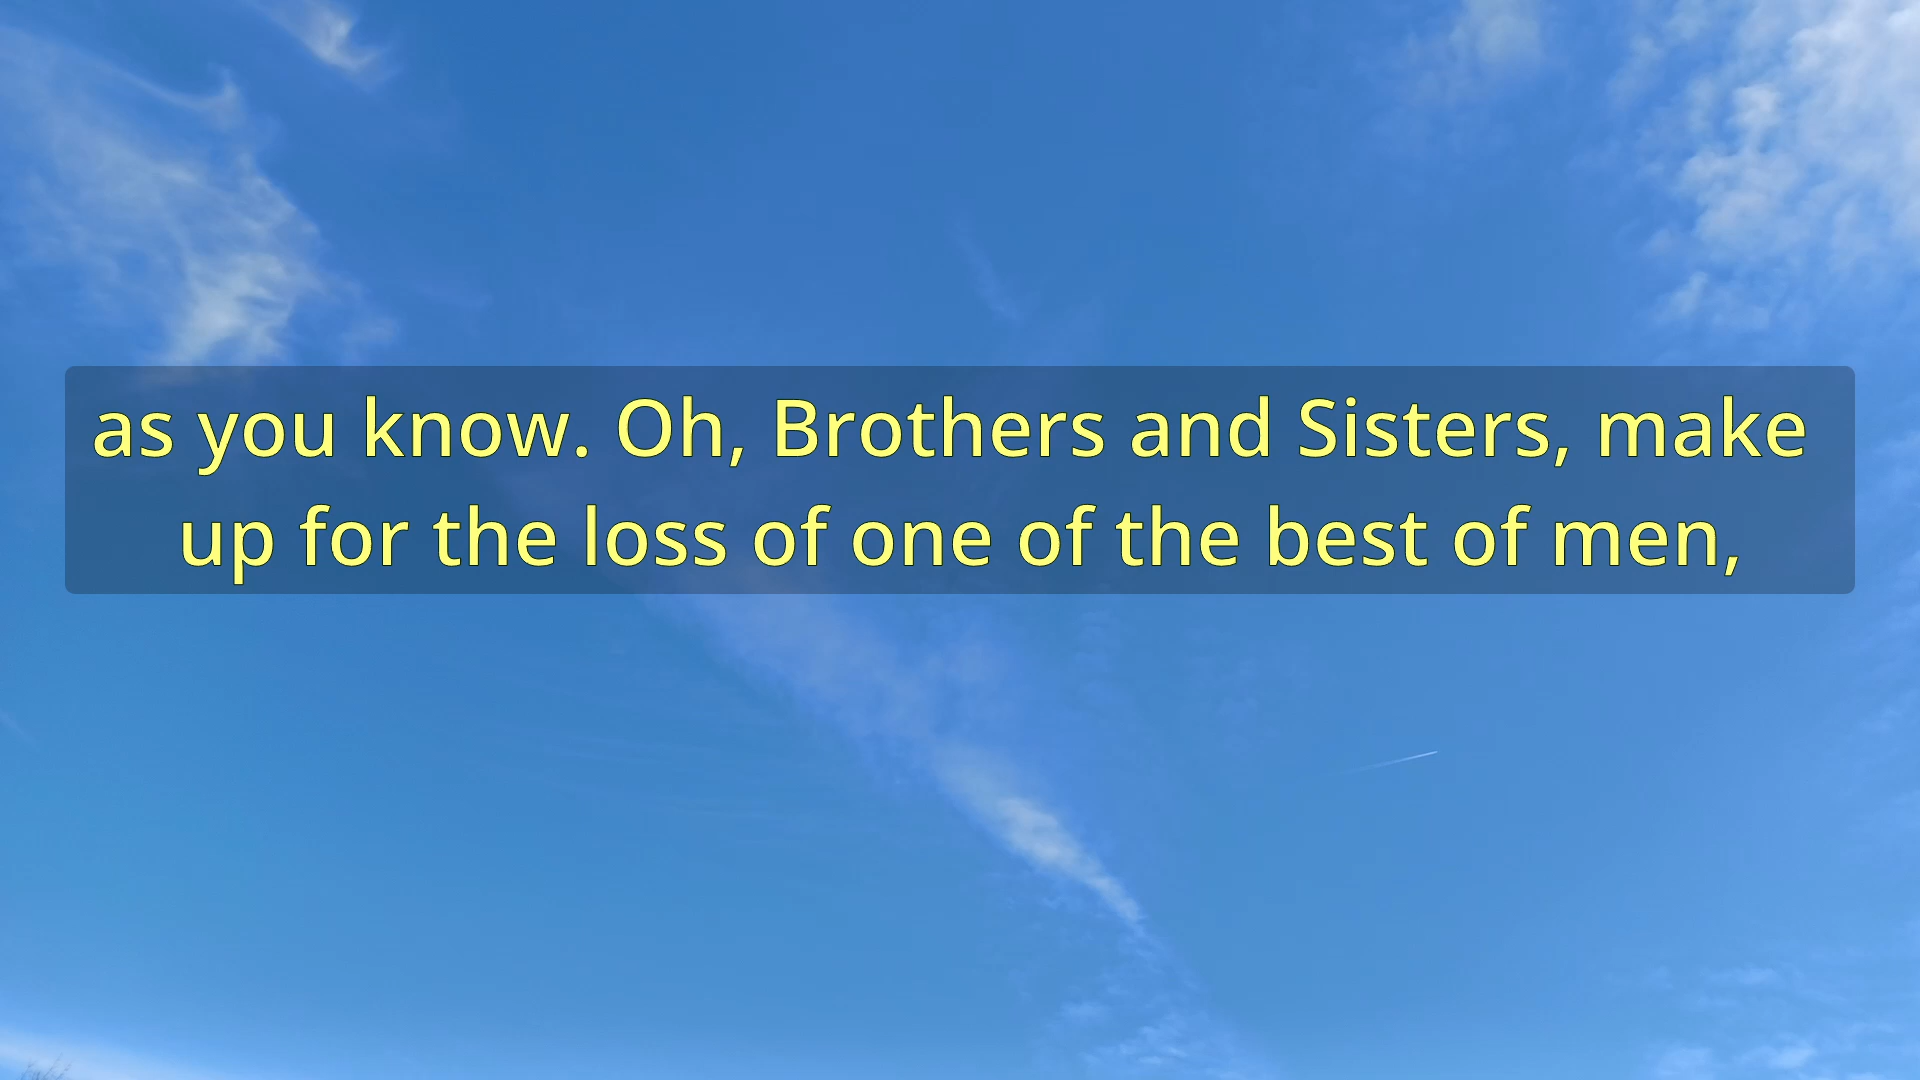 as you know. Oh, Brothers and Sisters, make
up for the loss of one of the best of men,